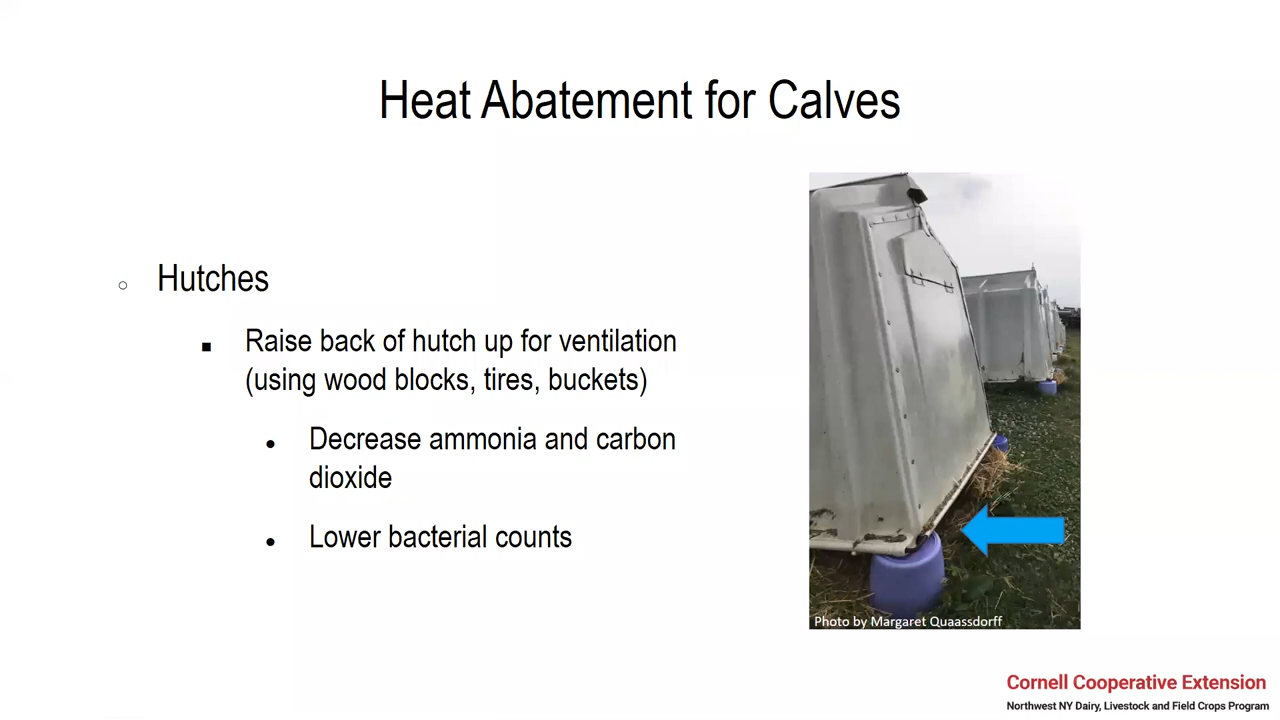 Heat Abatement for Calves
Hutches
Raise back of hutch up for ventilation
(using wood blocks, tires, buckets)
Decrease ammonia and carbon
dioxide
Lower bacterial counts
Photo by Margaret Quaassdorff
Cornell Cooperative Extension
Northwest NY Dairy, Livestock and Field Crops Program